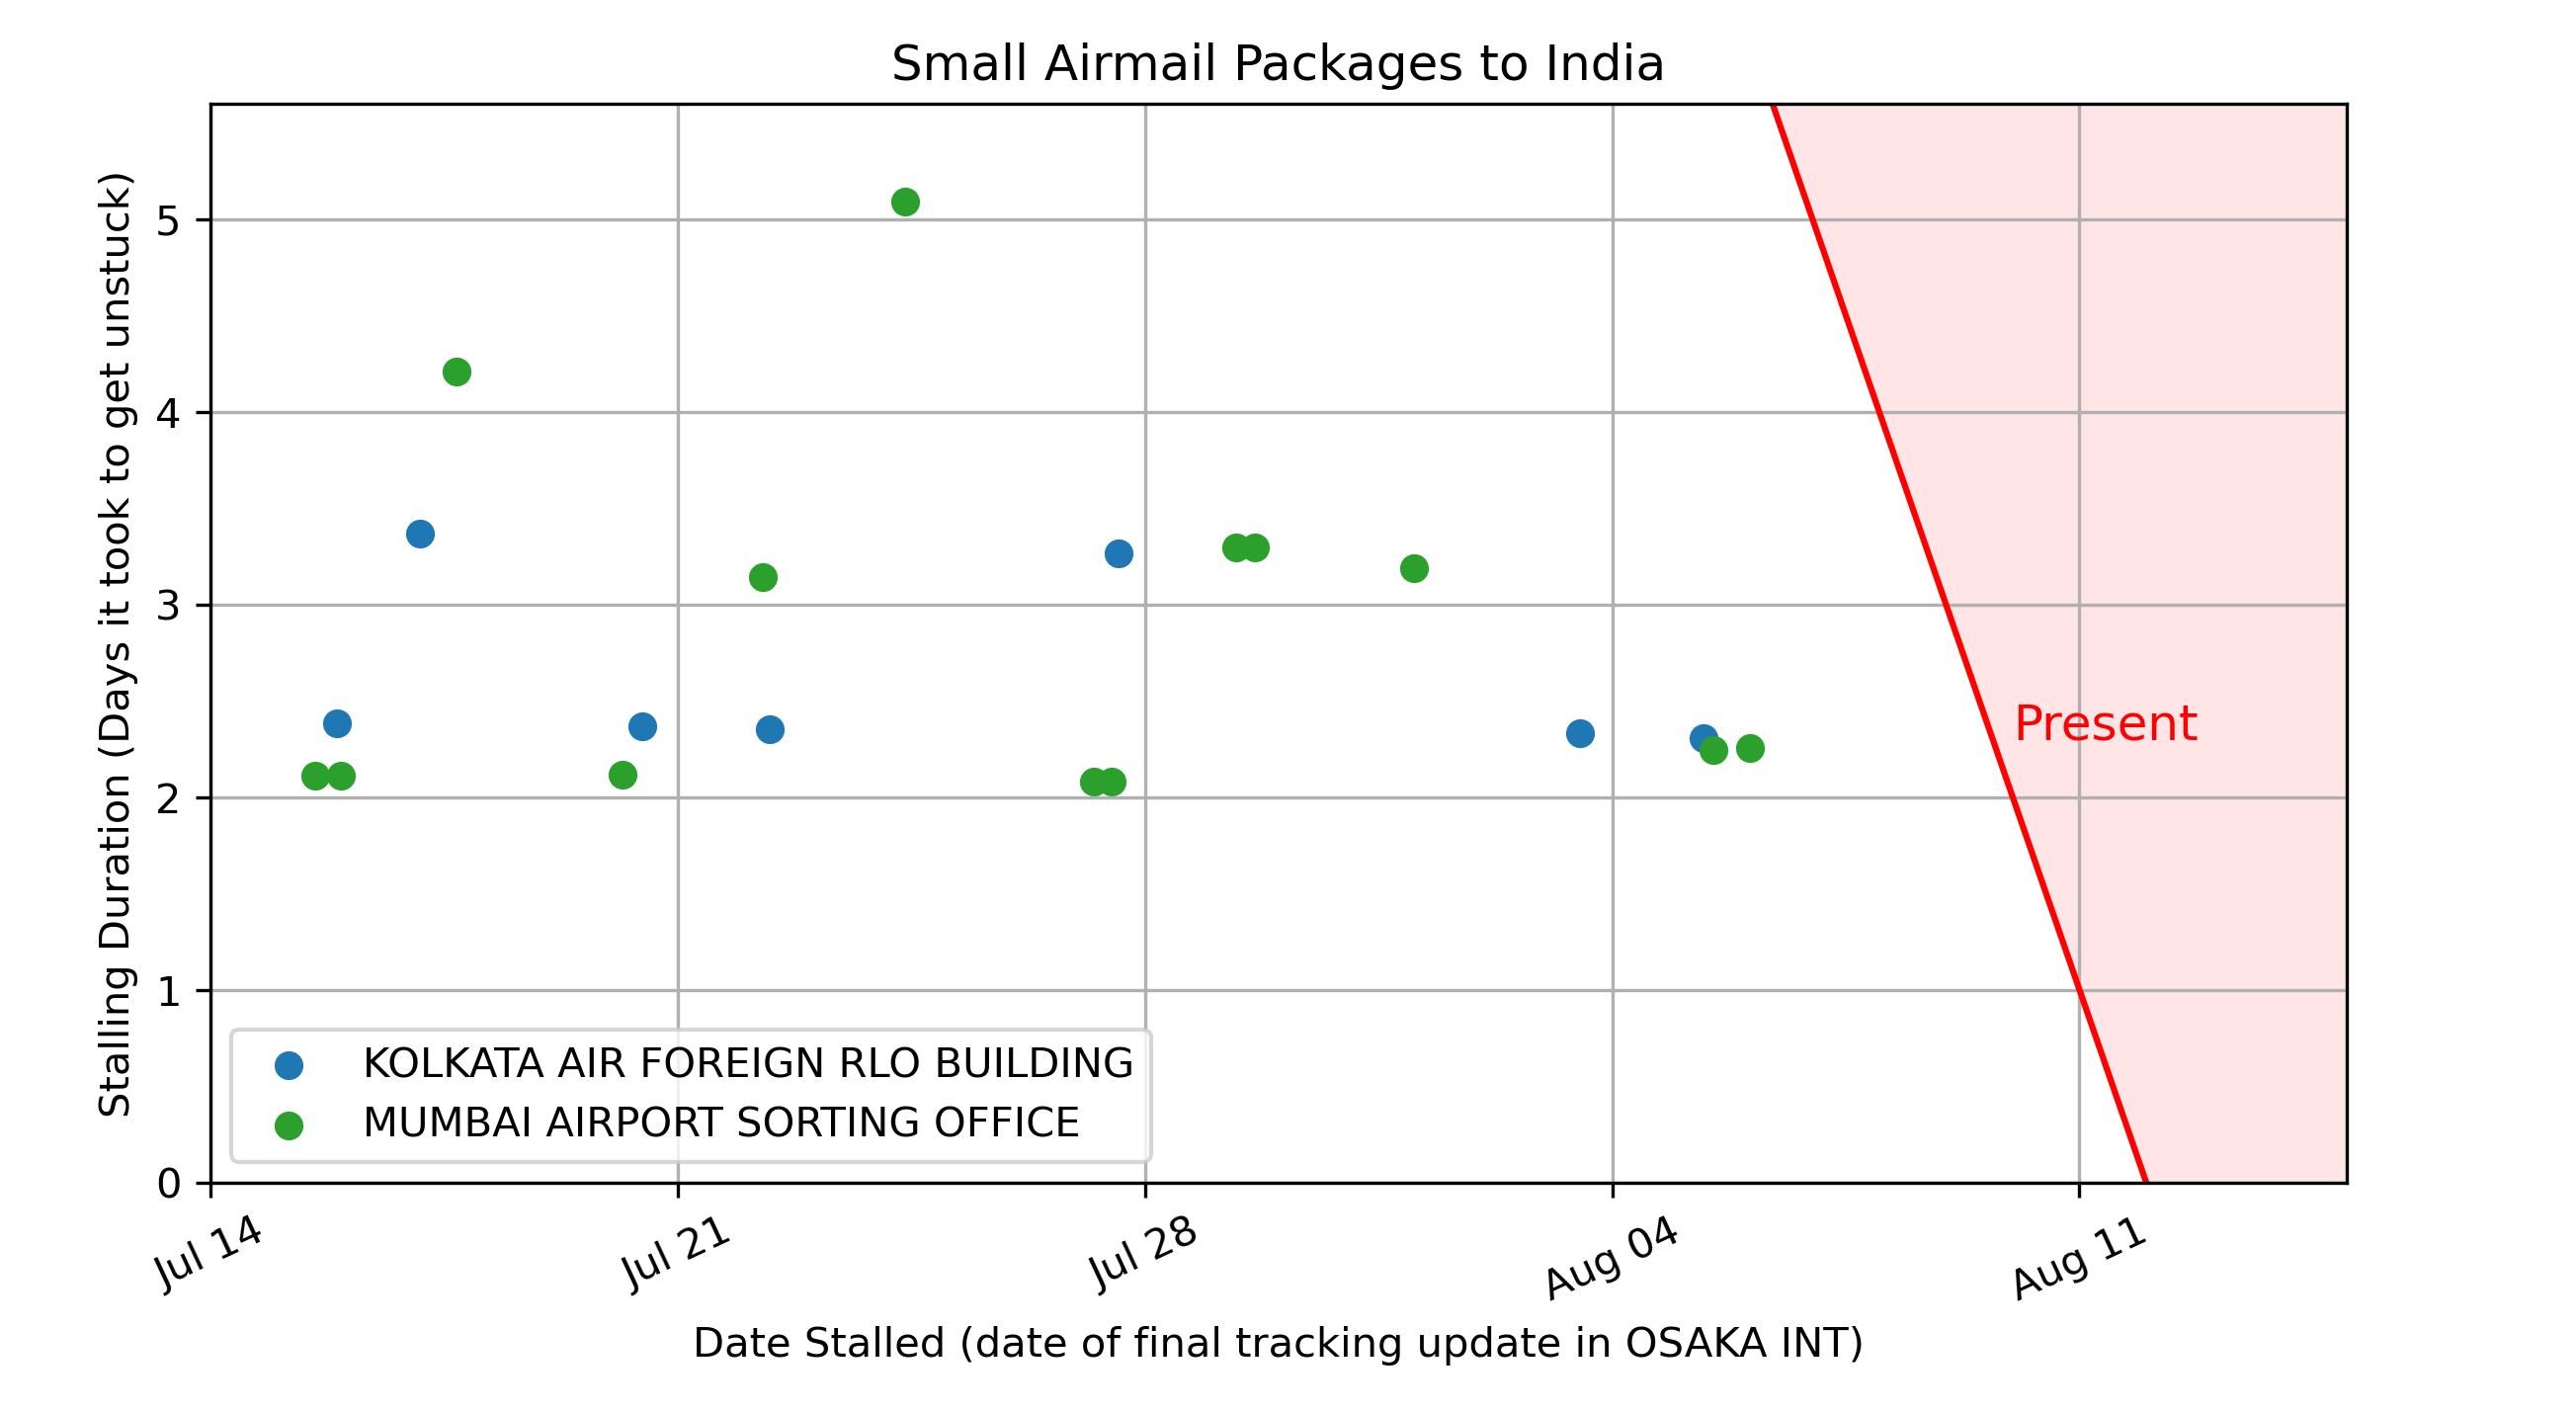 Small Airmail Packages to India
Stalling Duration (Days it took to get unstuck)
5
4
3
2
1
0
Present
KOLKATA AIR FOREIGN RLO BUILDING
MUMBAI AIRPORT SORTING OFFICE
Jul 14
Jul 21
Jul 28
Aug 04
Aug 11
Date Stalled (date of final tracking update in OSAKA INT)